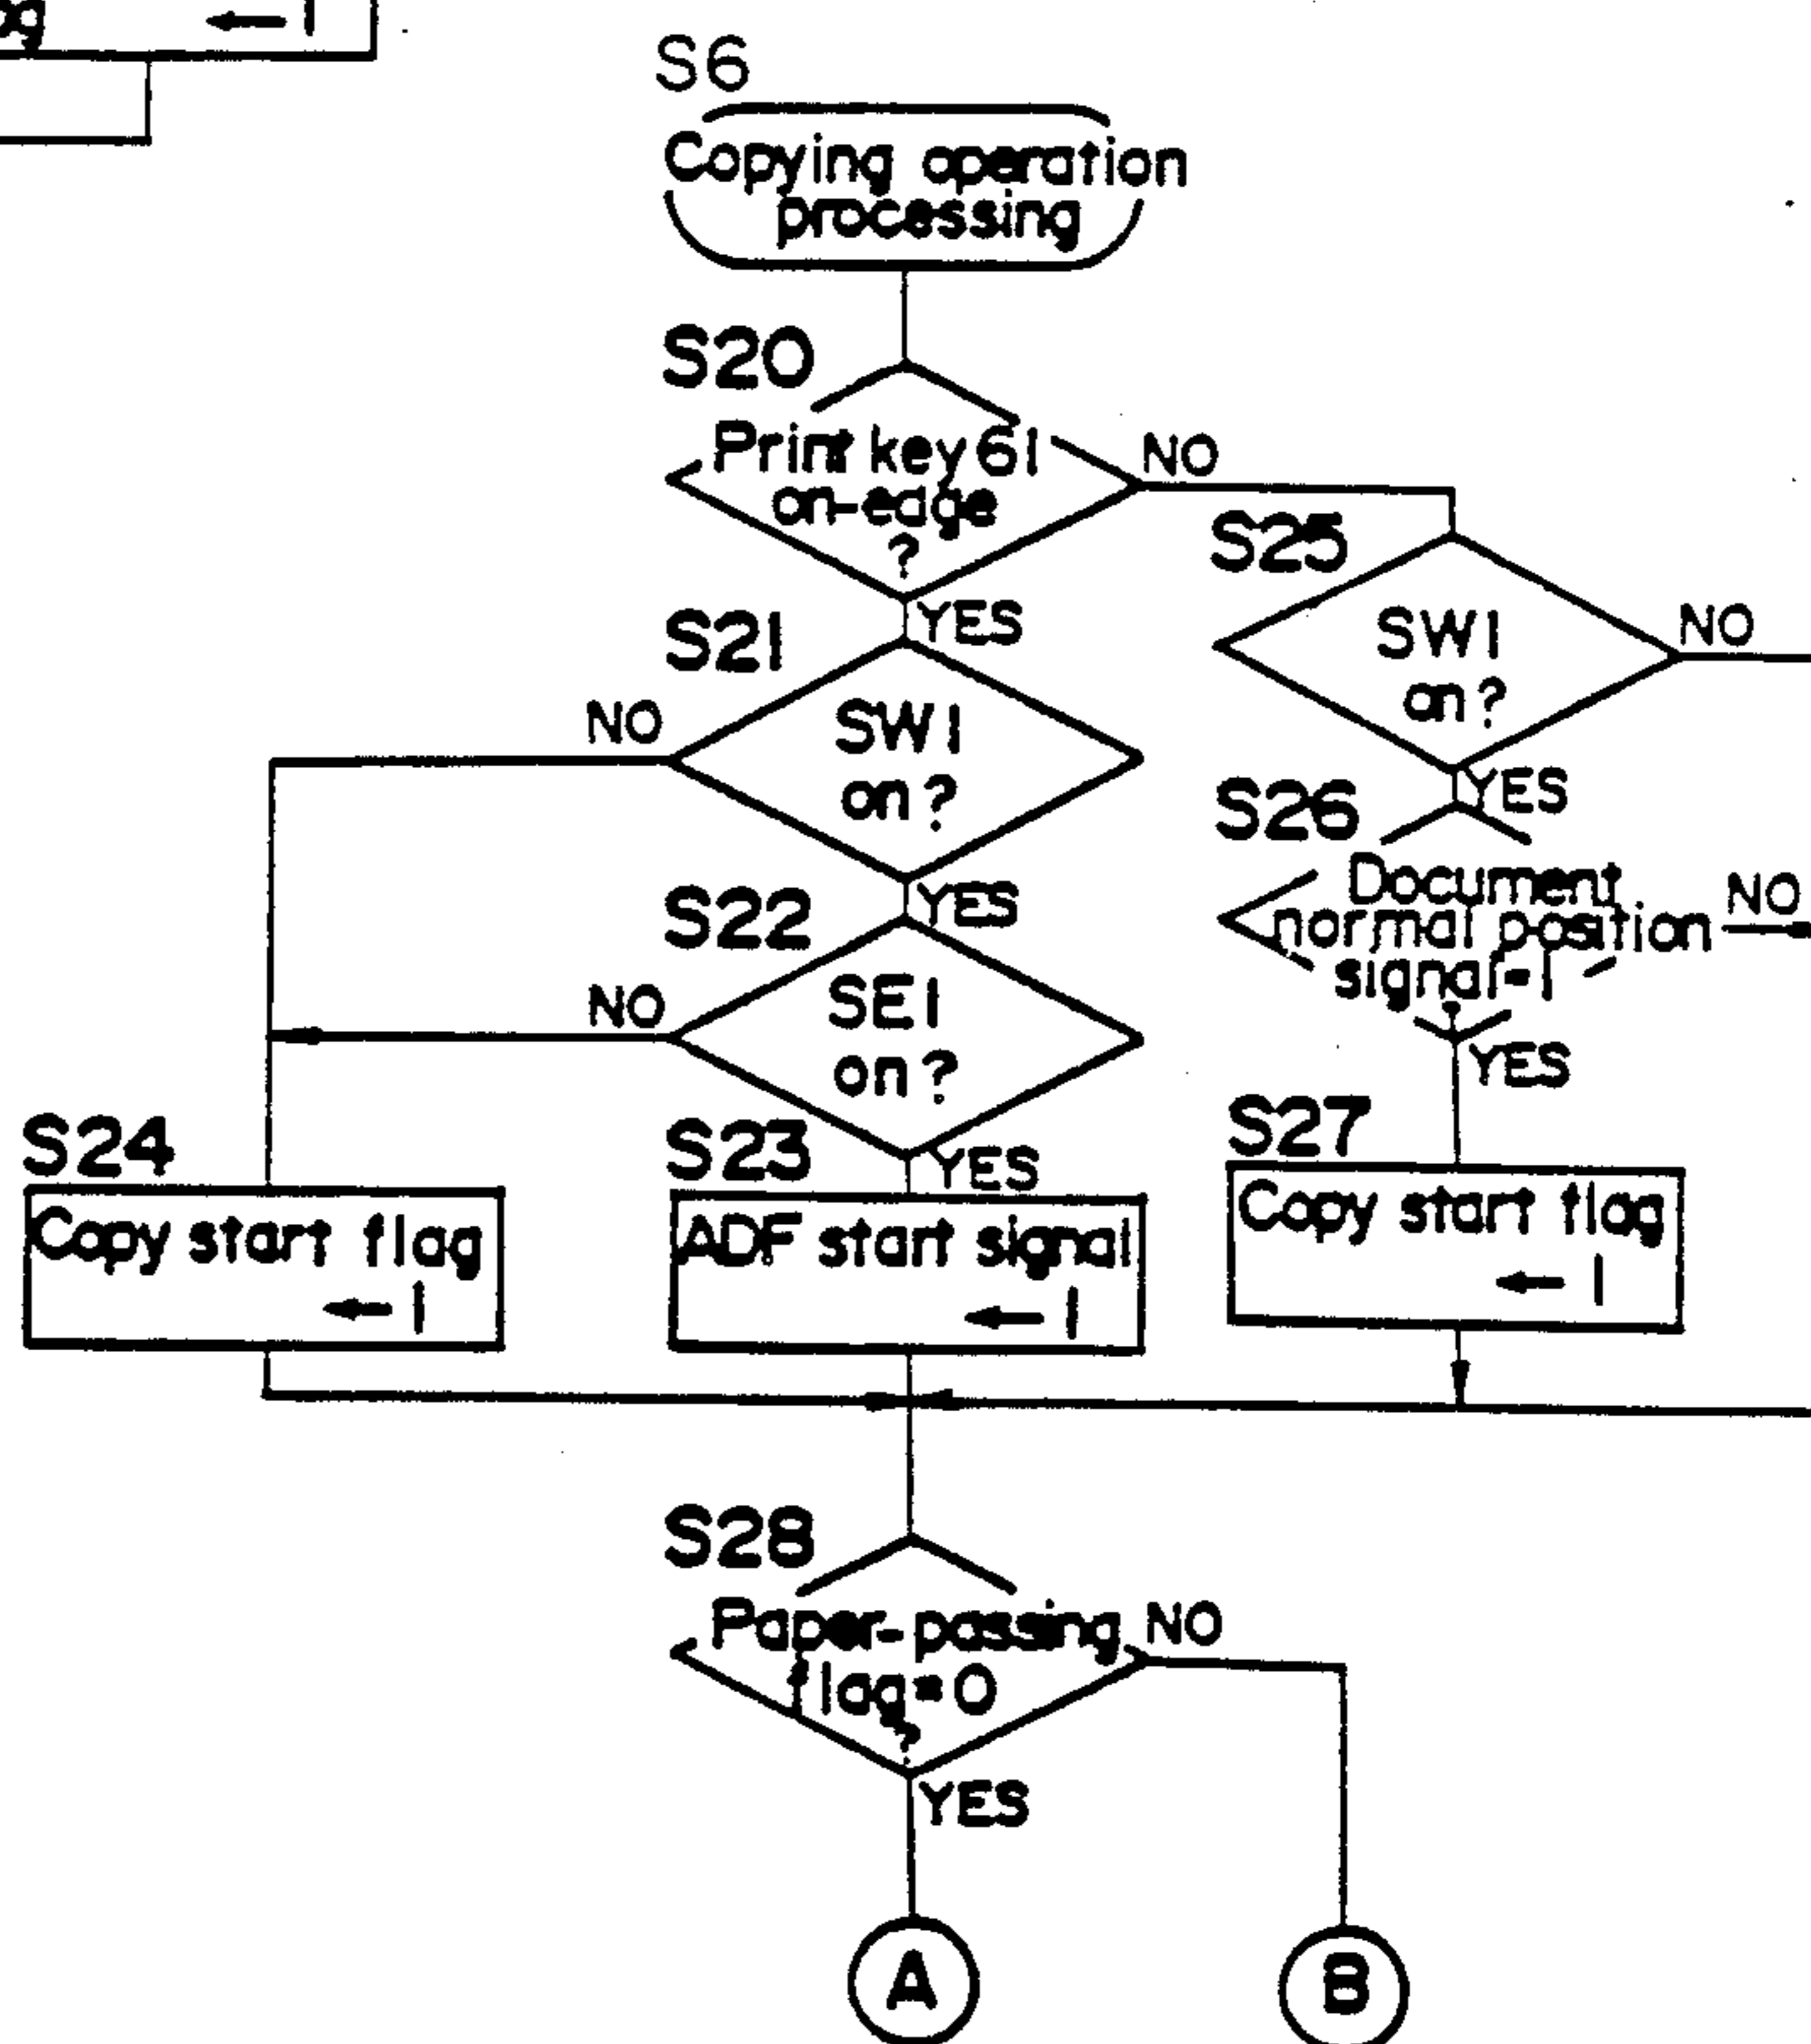 ← 1
S6
Copying operation
processing
S20
Print key 61
on-edge
?
NO
YES
S25
SW1
on?
NO
YES
S21
SW1
on?
NO
YES
S26
Document
normal position
signal=1
?
NO
YES
S22
SE1
on?
NO
YES
S24
Copy start flag
← 1
S23
ADF start signal
← 1
S27
Copy start flag
← 1
S28
Paper-passing
flag=0
?
NO
YES
A
B